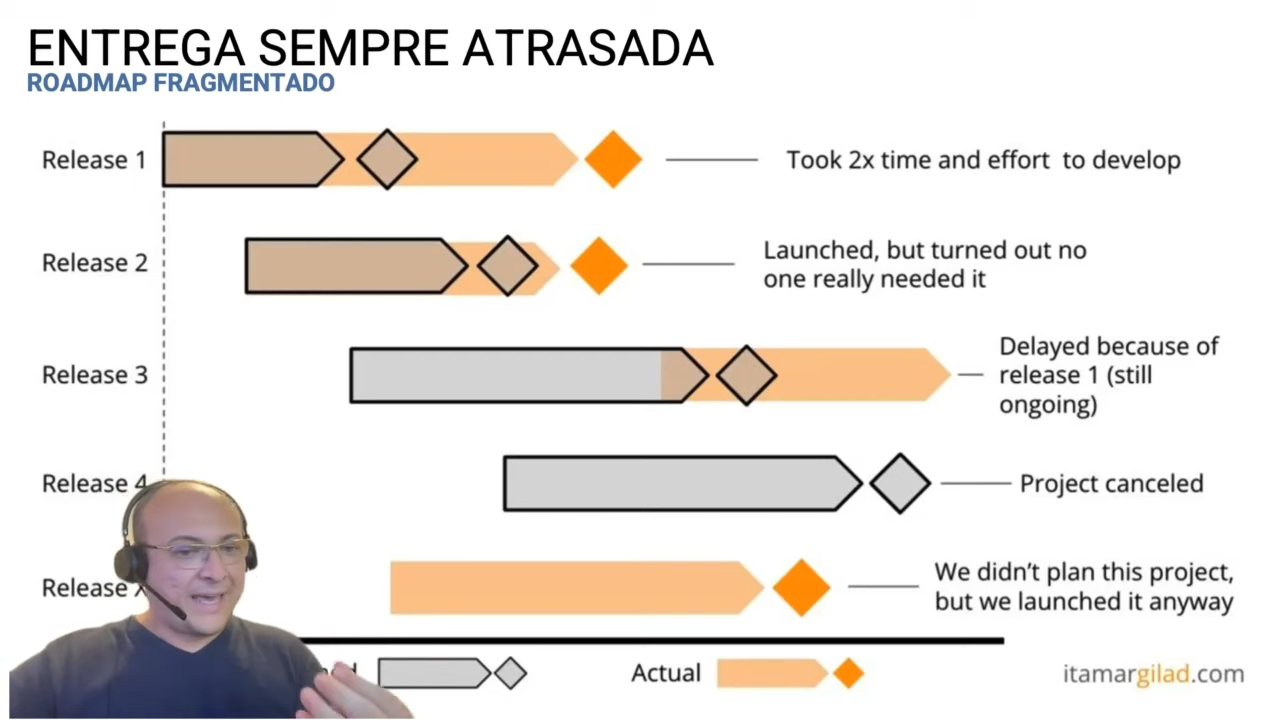 ENTREGA SEMPRE ATRASADA
ROADMAP FRAGMENTADO
Release 1
Took 2x time and effort to develop
Release 2
Launched, but turned out no
one really needed it
Release 3
Delayed because of
release 1 (still
ongoing)
Release 4
Project canceled
Release
We didn't plan this project,
but we launched it anyway
Actual
itamargilad.com